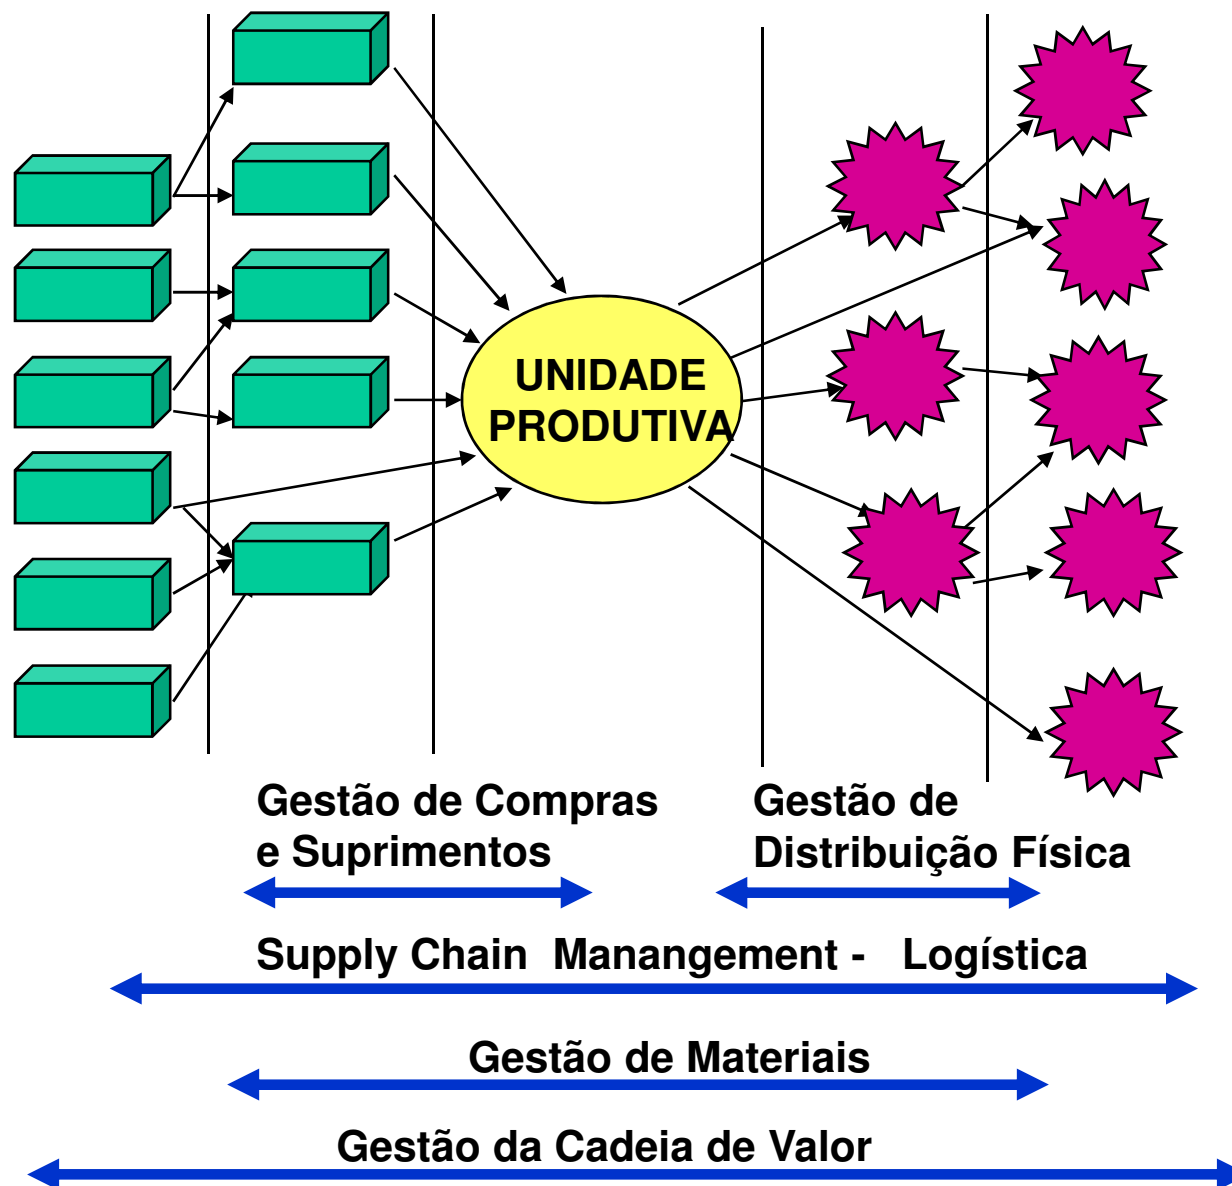 UNIDADE
PRODUTIVA
Gestão de Compras
e Suprimentos
Gestão de
Distribuição Física
Supply Chain  Manangement -   Logística
Gestão de Materiais
Gestão da Cadeia de Valor